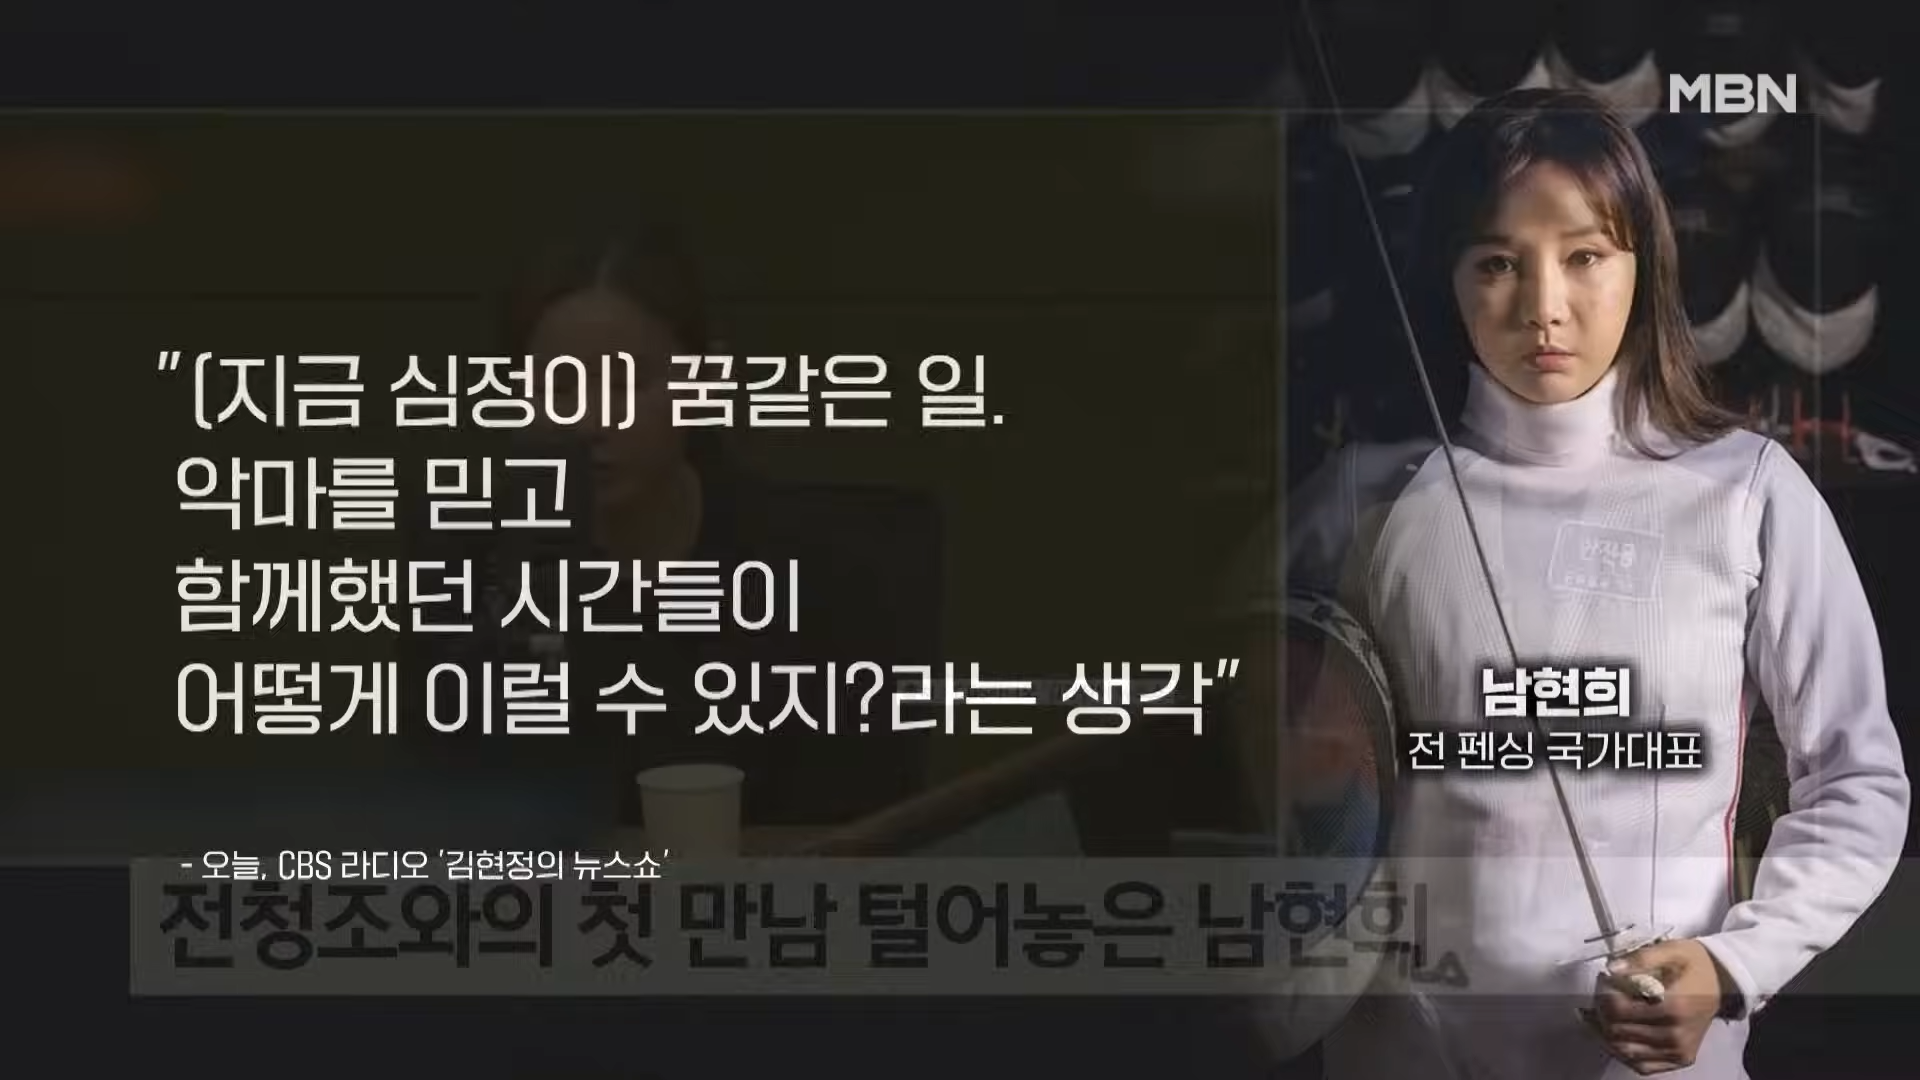 MBN
"(지금 심정이) 꿈같은 일.
악마를 믿고
함께했던 시간들이
어떻게 이럴 수 있지?라는 생각"
남현희
전 펜싱 국가대표
- 오늘, CBS 라디오 '김현정의 뉴스쇼'
전청조와의 첫 만남 털어놓은 남현희